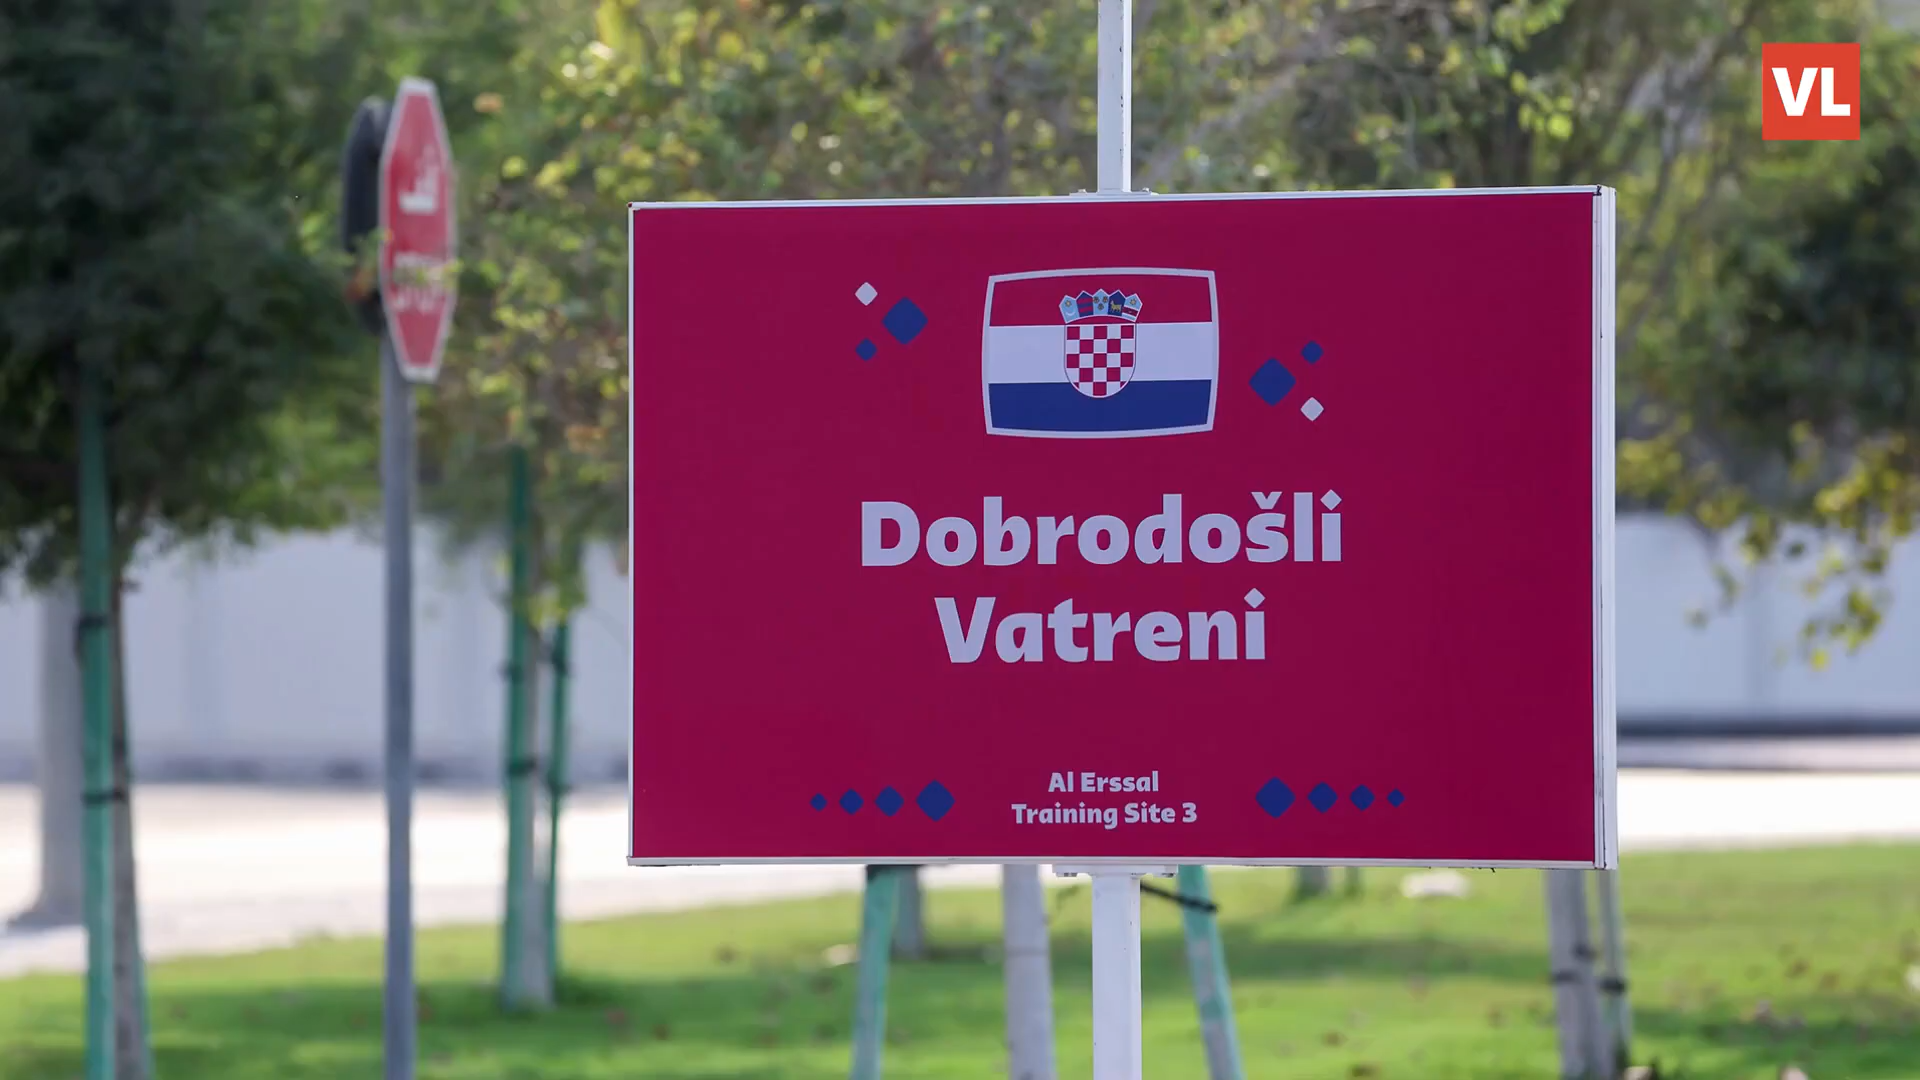 VL
Dobrodošli
Vatreni
Al Erssal
Training Site 3